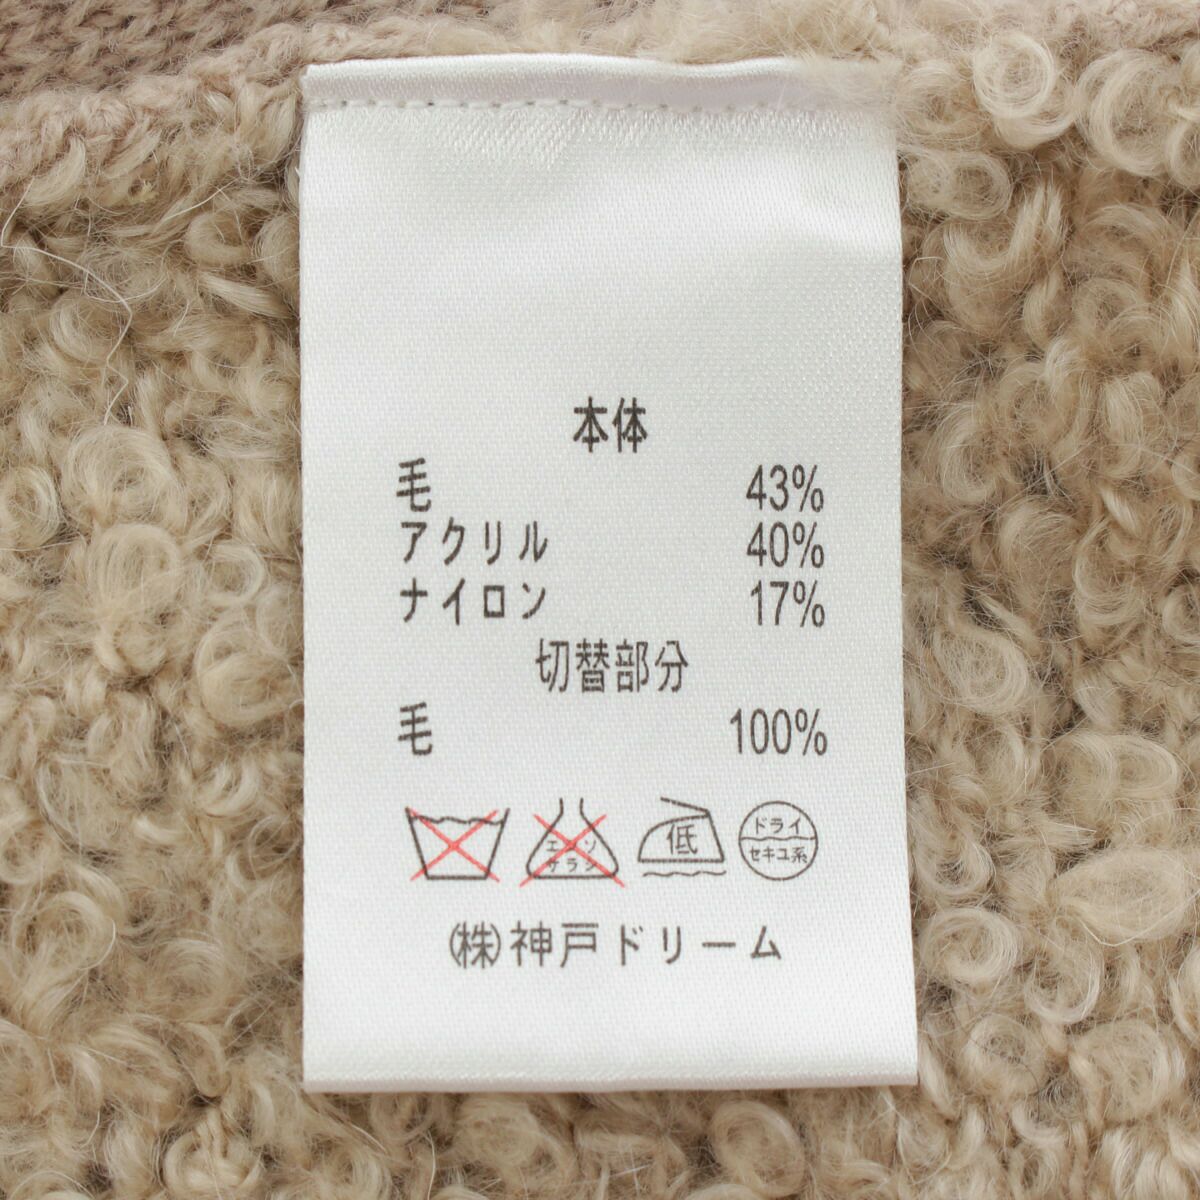 本体
毛 43%
アクリル 40%
ナイロン 17%
切替部分
毛 100%
エンソ
サラシ
低
ドライ
セキユ系
(株)神戸ドリーム